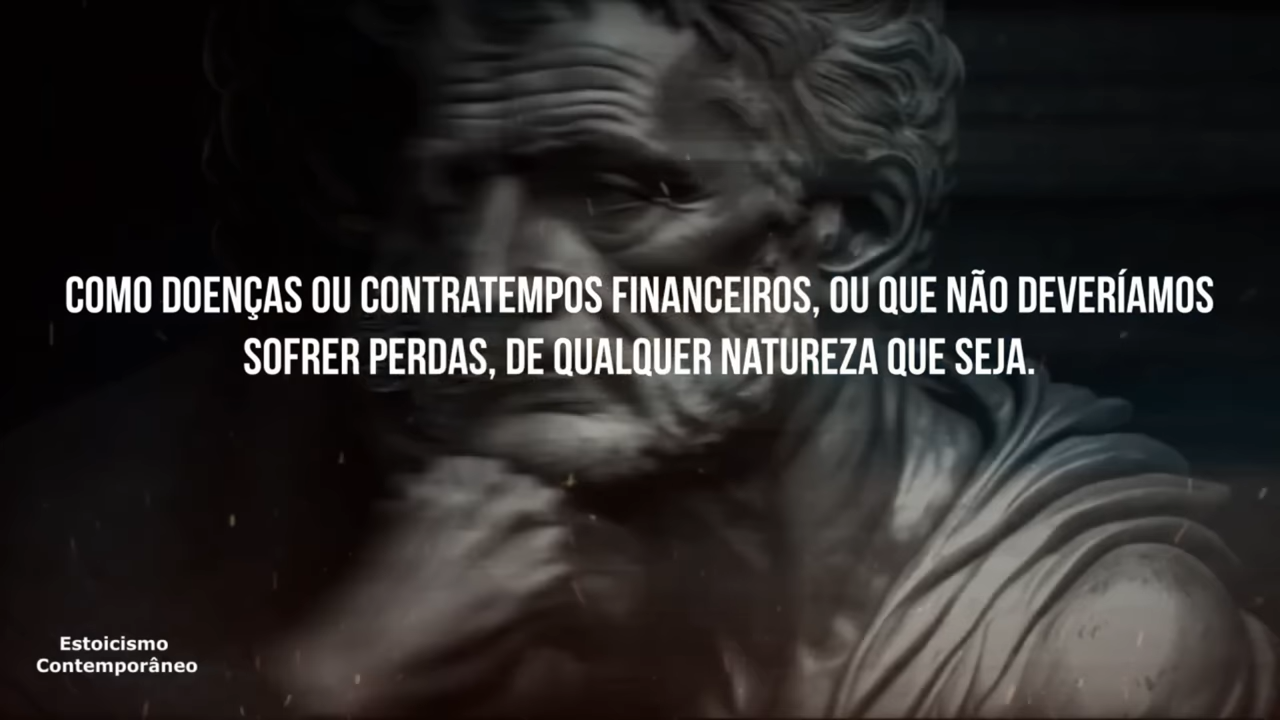 COMO DOENÇAS OU CONTRATEMPOS FINANCEIROS, OU QUE NÃO DEVERÍAMOS
SOFRER PERDAS, DE QUALQUER NATUREZA QUE SEJA.
Estoicismo
Contemporâneo